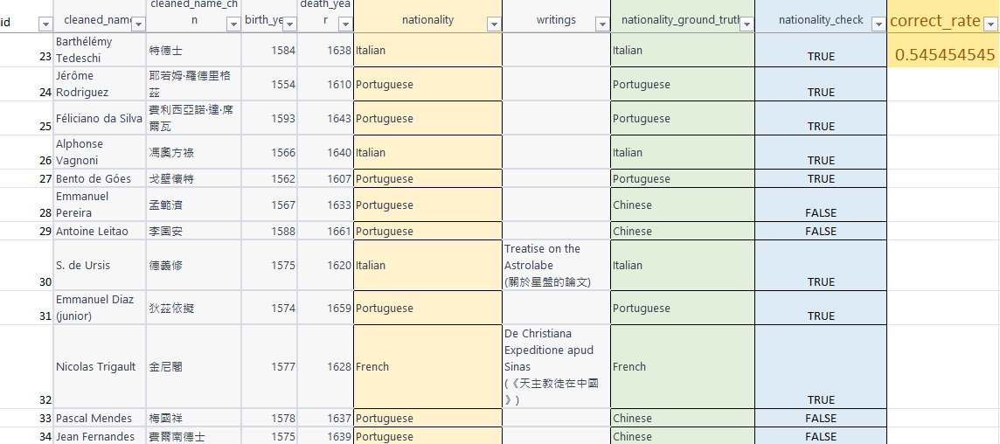 id cleaned_name cleaned_name_ch birth_ye death_yea nationality writings nationality_ground_truth nationality_check correct_rate
n r
23 Barthélémy Tedeschi 特德士 1584 1638 Italian Italian TRUE 0.545454545
24 Jérôme Rodriguez 耶若姆·羅德里格茲 1554 1610 Portuguese Portuguese TRUE
25 Féliciano da Silva 費利西亞諾·達·席爾瓦 1593 1643 Portuguese Portuguese TRUE
26 Alphonse Vagnoni 馮奧方祿 1566 1640 Italian Italian TRUE
27 Bento de Góes 戈壁懷特 1562 1607 Portuguese Portuguese TRUE
28 Emmanuel Pereira 孟範濟 1567 1633 Portuguese Chinese FALSE
29 Antoine Leitao 李園安 1588 1661 Portuguese Chinese FALSE
30 S. de Ursis 德義修 1575 1620 Italian Treatise on the Astrolabe (關於星盤的論文) Italian TRUE
31 Emmanuel Diaz (junior) 狄茲依擬 1574 1659 Portuguese Portuguese TRUE
32 Nicolas Trigault 金尼閣 1577 1628 French De Christiana Expeditione apud Sinas (《天主教徒在中國》) French TRUE
33 Pascal Mendes 梅國祥 1578 1637 Portuguese Chinese FALSE
34 Jean Fernandes 費爾南德士 1575 1639 Portuguese Chinese FALSE